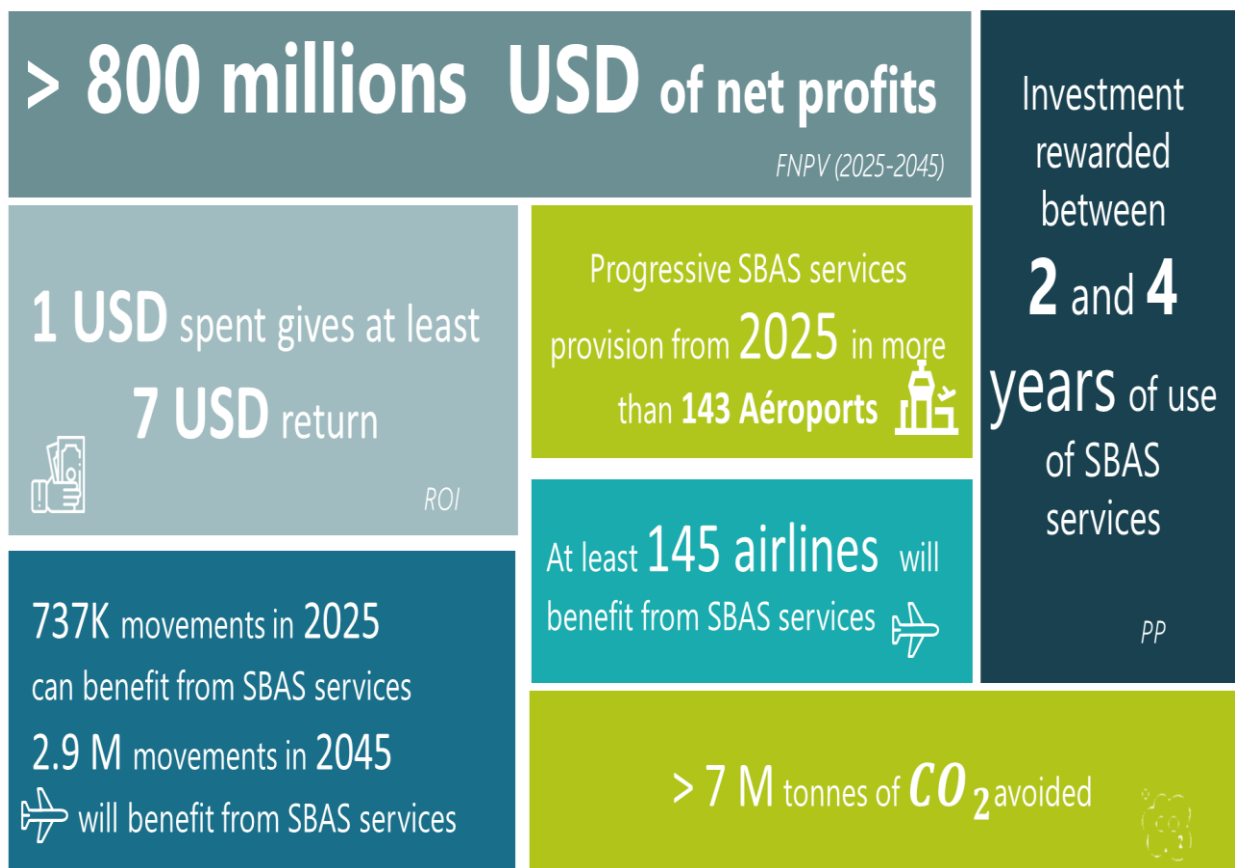 > 800 millions USD of net profits
FNPV (2025-2045)
Investment
rewarded
between
2 and 4
years of use
of SBAS
services
PP
1 USD spent gives at least
7 USD return
ROI
Progressive SBAS services
provision from 2025 in more
than 143 Aéroports
At least 145 airlines will
benefit from SBAS services
737K movements in 2025
can benefit from SBAS services
2.9 M movements in 2045
will benefit from SBAS services
> 7 M tonnes of CO₂ avoided
CO₂